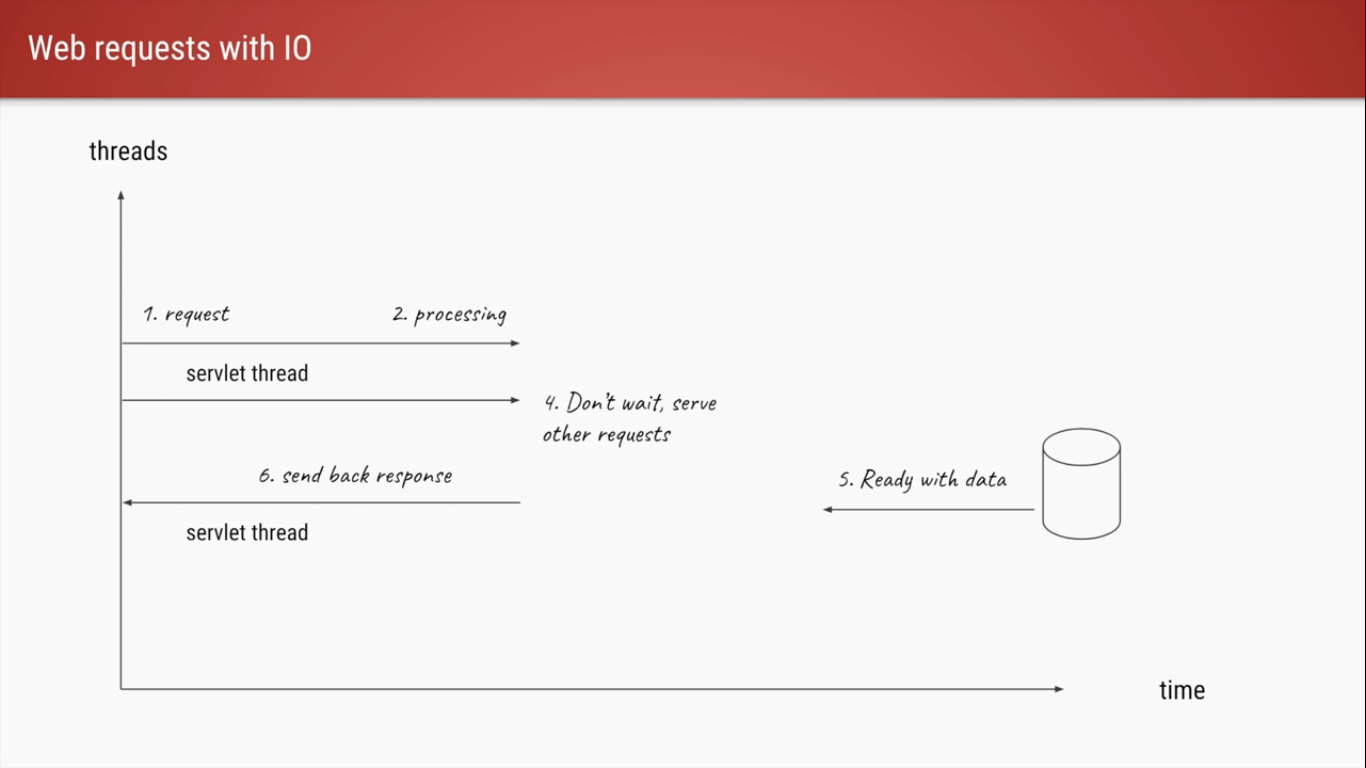 Web requests with IO
threads
1. request
2. processing
servlet thread
4. Don't wait, serve
other requests
5. Ready with data
6. send back response
servlet thread
time